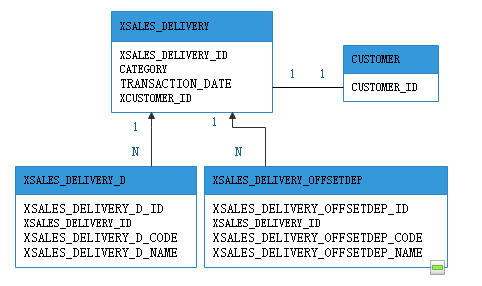 XSALES_DELIVERY
XSALES_DELIVERY_ID
CATEGORY
TRANSACTION_DATE
XCUSTOMER_ID
CUSTOMER
CUSTOMER_ID
1 1
1
N
1
N
XSALES_DELIVERY_D
XSALES_DELIVERY_D_ID
XSALES_DELIVERY_ID
XSALES_DELIVERY_D_CODE
XSALES_DELIVERY_D_NAME
XSALES_DELIVERY_OFFSETDEP
XSALES_DELIVERY_OFFSETDEP_ID
XSALES_DELIVERY_ID
XSALES_DELIVERY_OFFSETDEP_CODE
XSALES_DELIVERY_OFFSETDEP_NAME